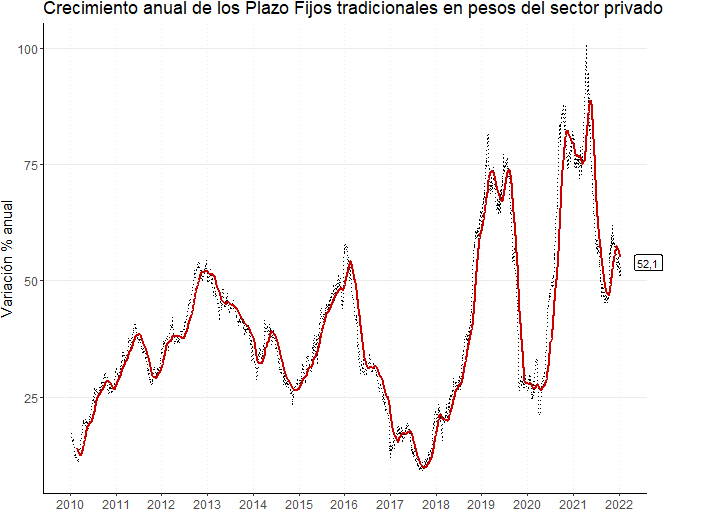 Crecimiento anual de los Plazo Fijos tradicionales en pesos del sector privado
Variación % anual
100
75
50
25
52,1
2010 2011 2012 2013 2014 2015 2016 2017 2018 2019 2020 2021 2022